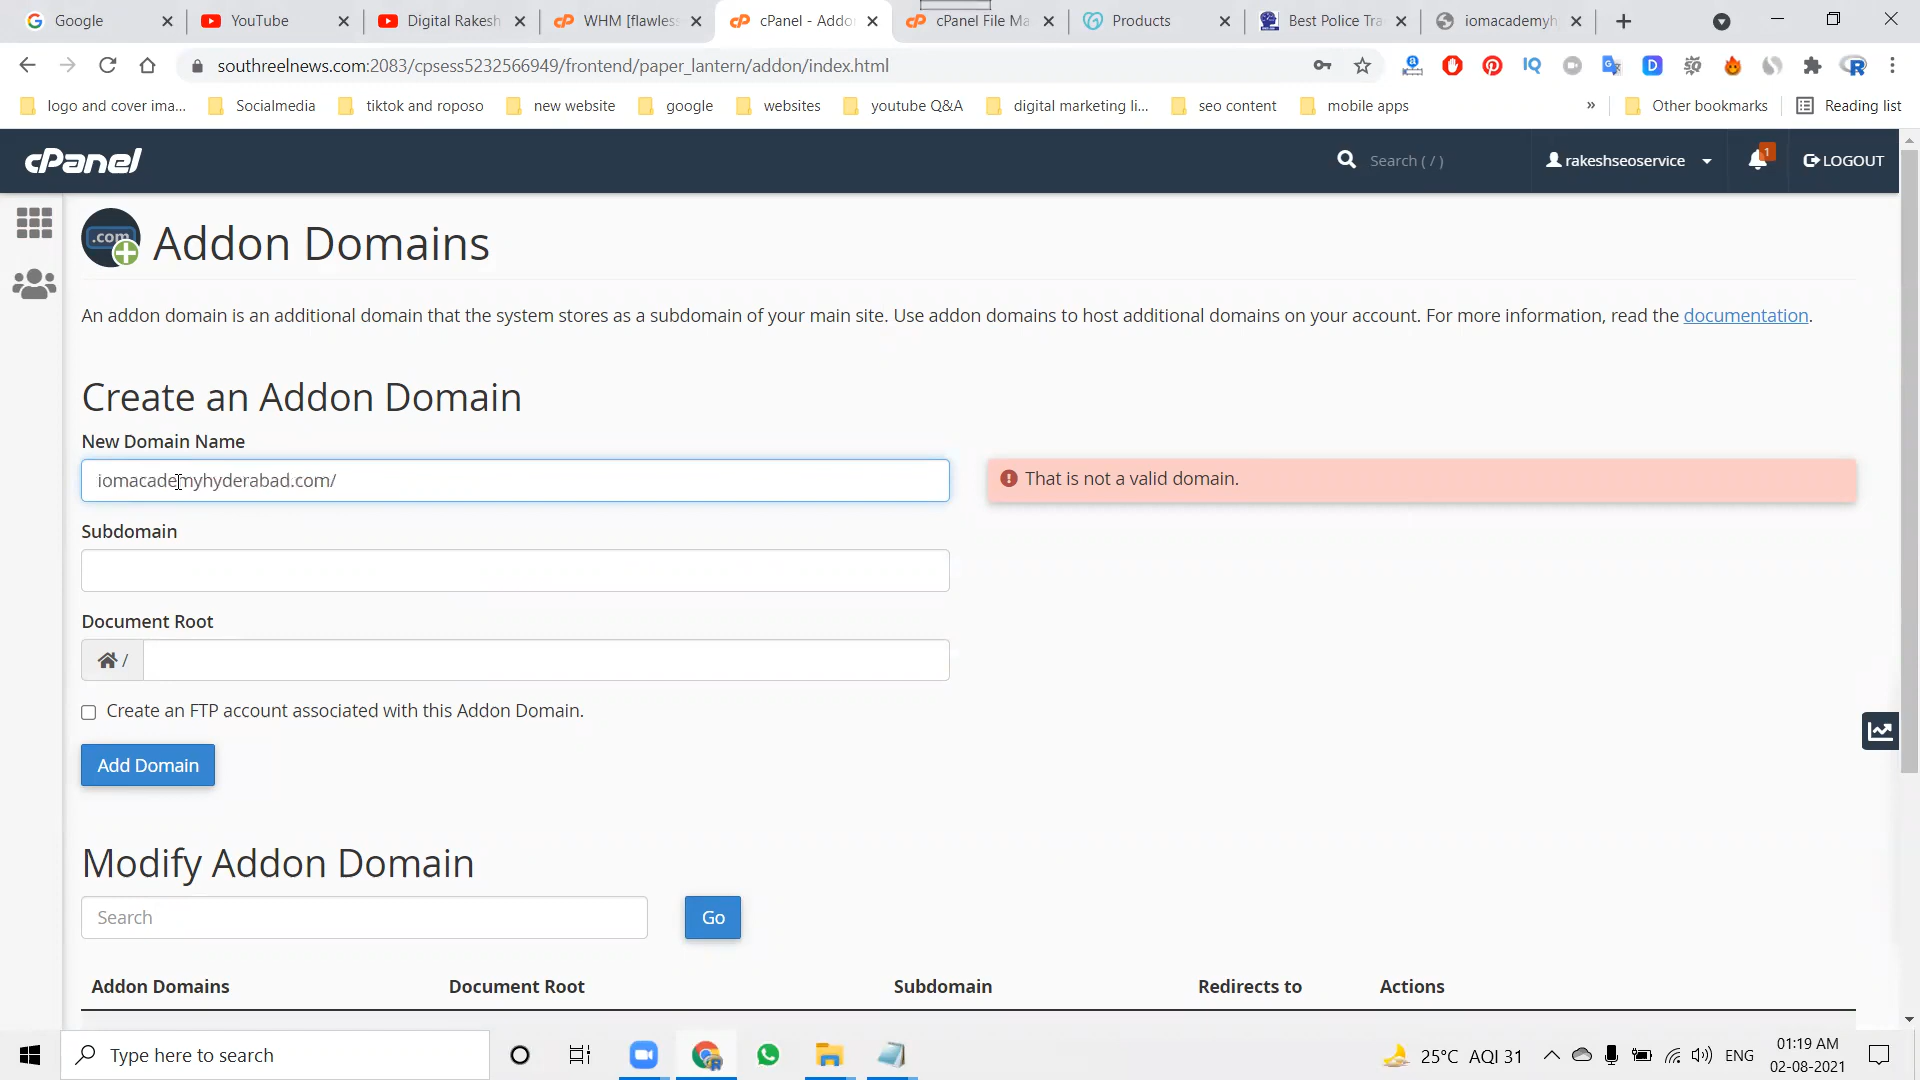 Google
YouTube
Digital Rakesh
WHM [flawless
cPanel - Addo
cPanel File Ma
Products
Best Police Tra
iomacademyh
southreelnews.com:2083/cpsess5232566949/frontend/paper_lantern/addon/index.html
logo and cover ima...
Socialmedia
tiktok and roposo
new website
google
websites
youtube Q&A
digital marketing li...
seo content
mobile apps
»
Other bookmarks
Reading list
cPanel
Search ( / )
rakeshseoservice
1
LOGOUT
.com
Addon Domains
An addon domain is an additional domain that the system stores as a subdomain of your main site. Use addon domains to host additional domains on your account. For more information, read the documentation.
Create an Addon Domain
New Domain Name
iomacademyhyderabad.com/
That is not a valid domain.
Subdomain
Document Root
/
Create an FTP account associated with this Addon Domain.
Add Domain
Modify Addon Domain
Search
Go
Addon Domains
Document Root
Subdomain
Redirects to
Actions
Type here to search
25°C AQI 31
ENG
01:19 AM
02-08-2021